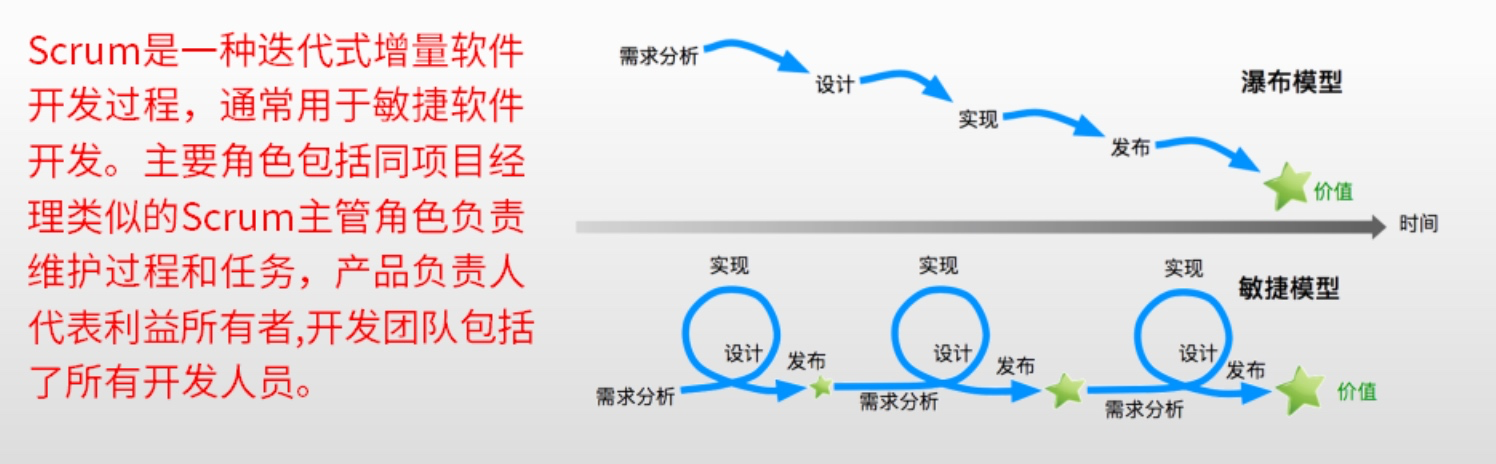 Scrum是一种迭代式增量软件
开发过程，通常用于敏捷软件
开发。主要角色包括同项目经
理类似的Scrum主管角色负责
维护过程和任务，产品负责人
代表利益所有者,开发团队包括
了所有开发人员。
需求分析
设计
实现
发布
价值
瀑布模型
时间
敏捷模型
实现
设计
发布
需求分析
实现
设计
发布
需求分析
实现
设计
发布
需求分析
价值